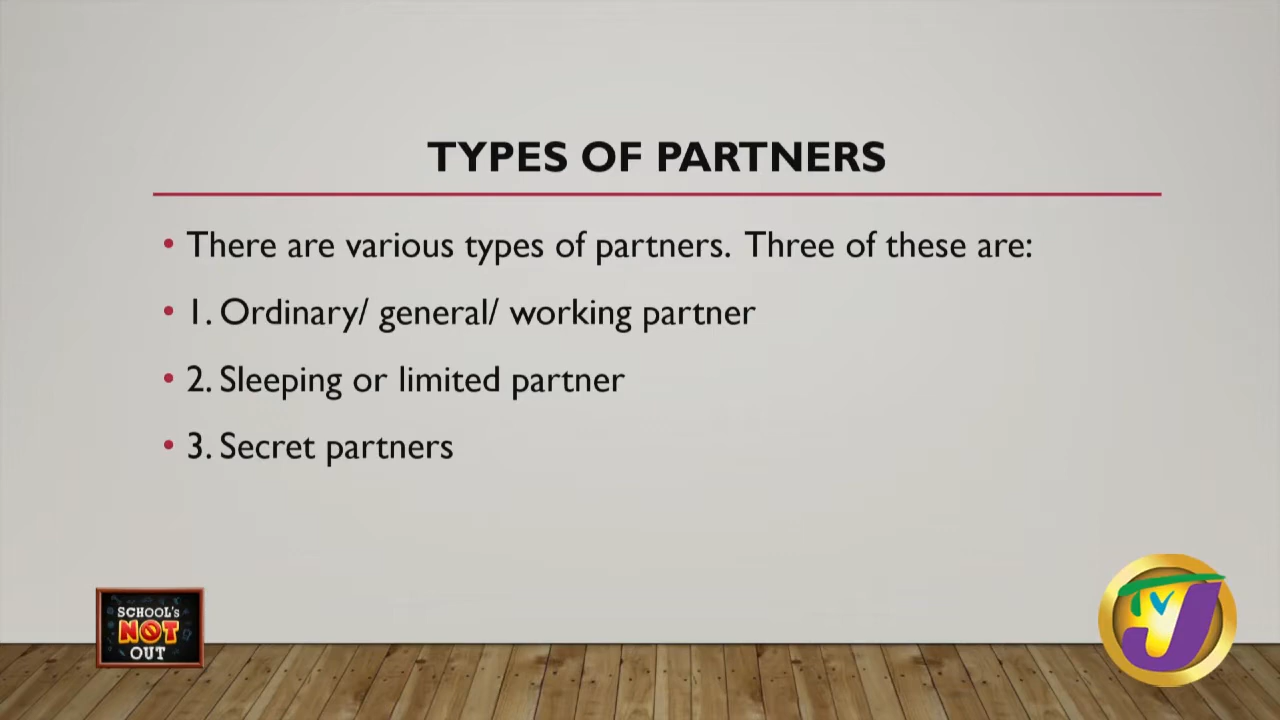 TYPES OF PARTNERS
• There are various types of partners. Three of these are:
• 1. Ordinary/ general/ working partner
• 2. Sleeping or limited partner
• 3. Secret partners
SCHOOL's
NOT
OUT
TVJ